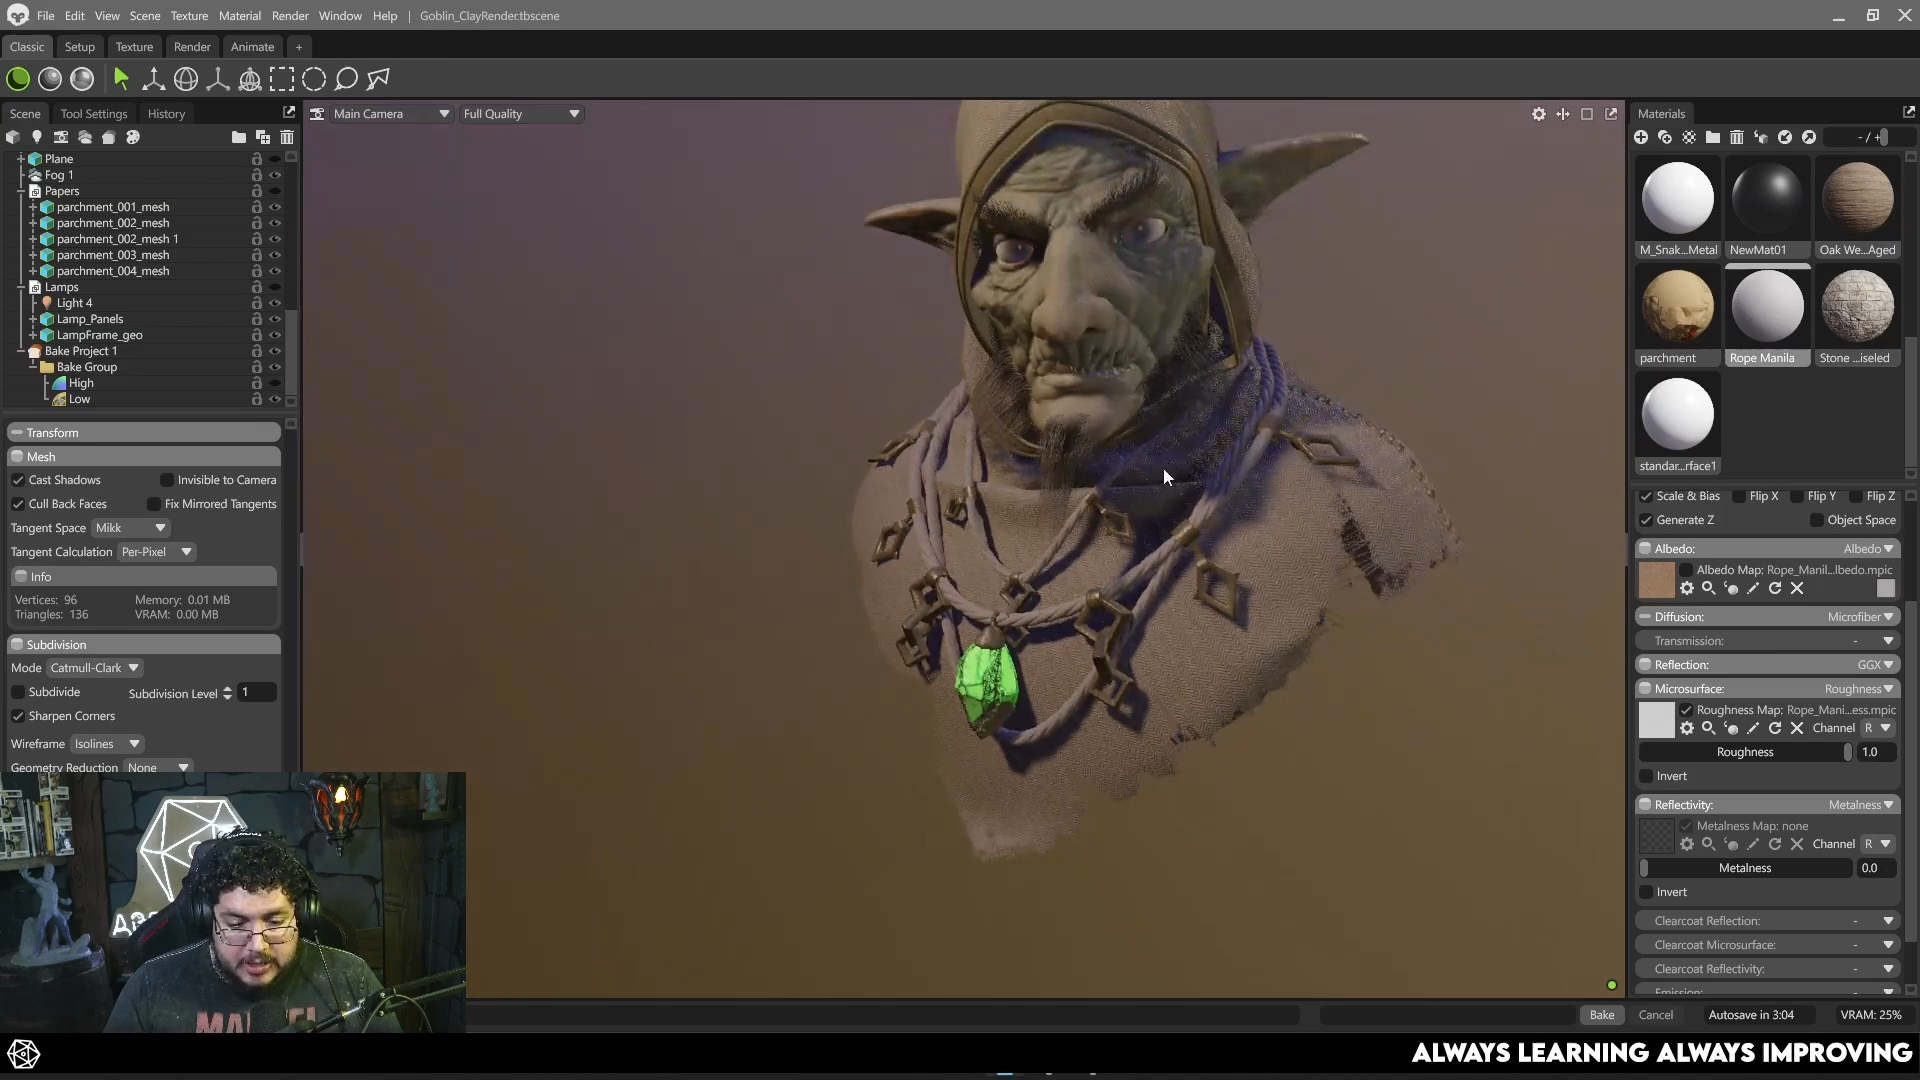 File Edit View Scene Texture Material Render Window Help | Goblin_ClayRender.tbscene
Classic Setup Texture Render Animate +
Scene Tool Settings History
Main Camera Full Quality
Materials
- / +
Plane
Fog 1
Papers
parchment_001_mesh
parchment_002_mesh
parchment_002_mesh 1
parchment_003_mesh
parchment_004_mesh
Lamps
Light 4
Lamp_Panels
LampFrame_geo
Bake Project 1
Bake Group
High
Low
Transform
Mesh
Cast Shadows Invisible to Camera
Cull Back Faces Fix Mirrored Tangents
Tangent Space Mikk
Tangent Calculation Per-Pixel
Info
Vertices: 96 Memory: 0.01 MB
Triangles: 136 VRAM: 0.00 MB
Subdivision
Mode Catmull-Clark
Subdivide Subdivision Level 1
Sharpen Corners
Wireframe Isolines
Geometry Reduction None
M_Snak...Metal NewMat01 Oak We...Aged
parchment Rope Manila Stone ...iseled
standar...rface1
Scale & Bias Flip X Flip Y Flip Z
Generate Z Object Space
Albedo: Albedo
Albedo Map: Rope_Manil...lbedo.mpic
Diffusion: Microfiber
Transmission: -
Reflection: GGX
Microsurface: Roughness
Roughness Map: Rope_Mani...ess.mpic
Channel R
Roughness 1.0
Invert
Reflectivity: Metalness
Metalness Map: none
Channel R
Metalness 0.0
Invert
Clearcoat Reflection: -
Clearcoat Microsurface: -
Clearcoat Reflectivity: -
Emission: -
Bake Cancel Autosave in 3:04 VRAM: 25%
ALWAYS LEARNING ALWAYS IMPROVING